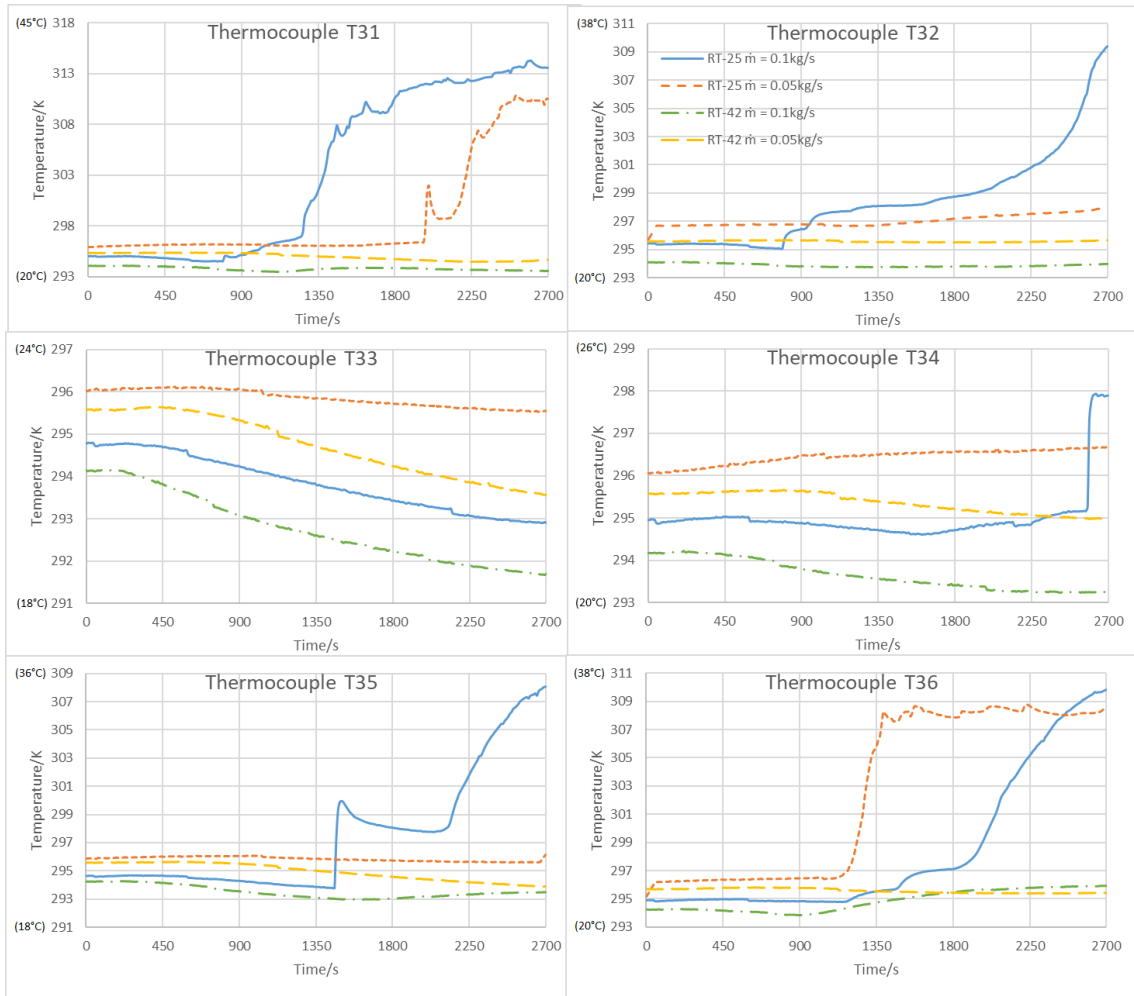 Thermocouple T31
(45°C) 318
313
308
303
298
293
(20°C)
Temperature/K
0 450 900 1350 1800 2250 2700
Time/s
Thermocouple T32
(38°C) 311
309
307
305
303
301
299
297
295
293
(20°C)
Temperature/K
RT-25 ṁ = 0.1kg/s
RT-25 ṁ = 0.05kg/s
RT-42 ṁ = 0.1kg/s
RT-42 ṁ = 0.05kg/s
0 450 900 1350 1800 2250 2700
Time/s
Thermocouple T33
(24°C) 297
296
295
294
293
292
(18°C) 291
Temperature/K
0 450 900 1350 1800 2250 2700
Time/s
Thermocouple T34
(26°C) 299
298
297
296
295
294
(20°C) 293
Temperature/K
0 450 900 1350 1800 2250 2700
Time/s
Thermocouple T35
(36°C) 309
307
305
303
301
299
297
295
293
(18°C) 291
Temperature/K
0 450 900 1350 1800 2250 2700
Time/s
Thermocouple T36
(38°C) 311
309
307
305
303
301
299
297
295
(20°C) 293
Temperature/K
0 450 900 1350 1800 2250 2700
Time/s